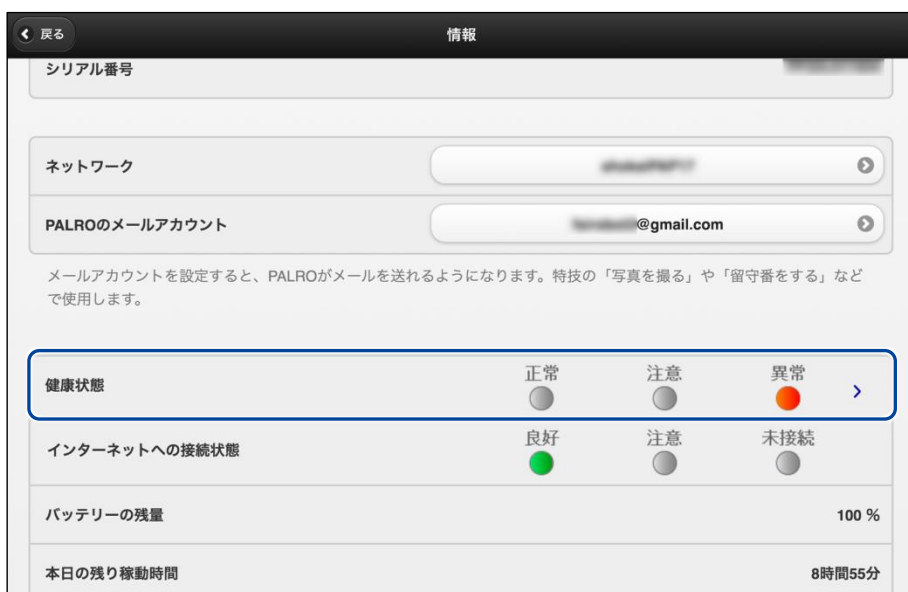 戻る
情報
シリアル番号
ネットワーク
PALROのメールアカウント
@gmail.com
メールアカウントを設定すると、PALROがメールを送れるようになります。特技の「写真を撮る」や「留守番をする」など
で使用します。
健康状態
正常 注意 異常
インターネットへの接続状態
良好 注意 未接続
バッテリーの残量
100 %
本日の残り稼動時間
8時間55分